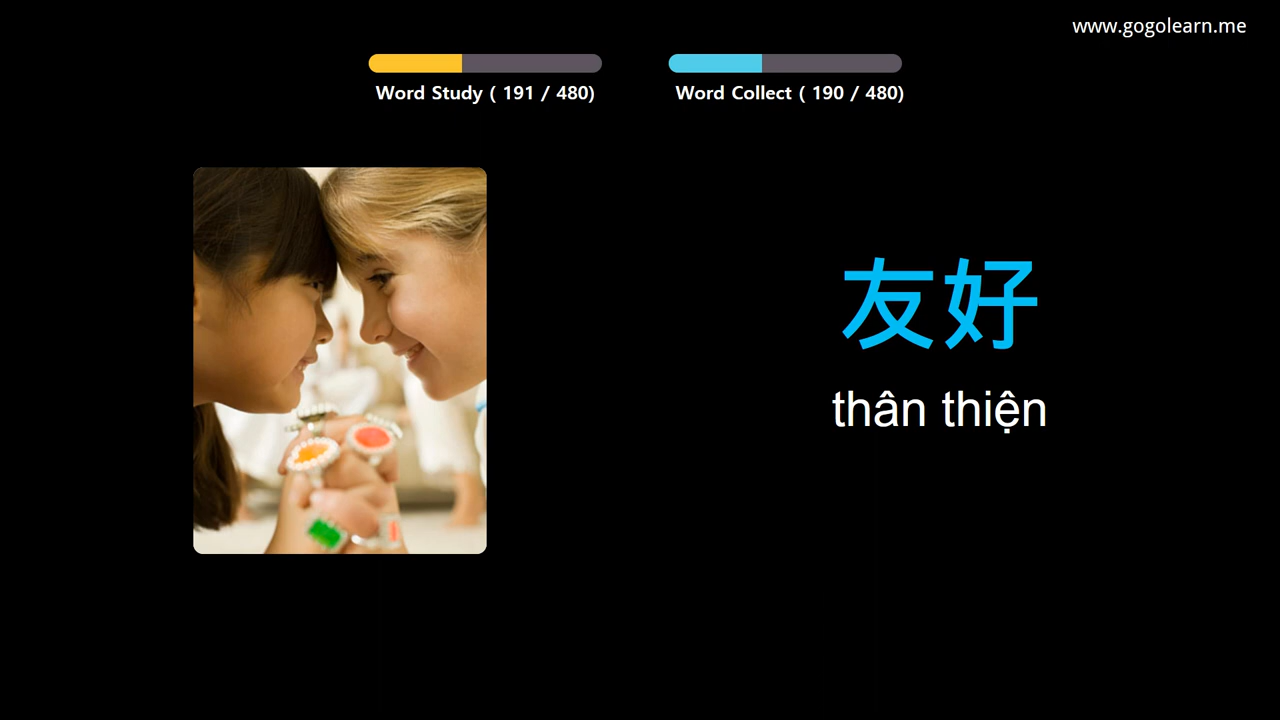 www.gogolearn.me
Word Study ( 191 / 480)
Word Collect ( 190 / 480)
友好
thân thiện